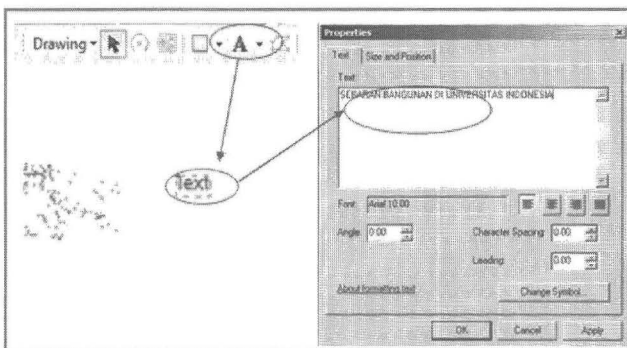 Drawing
A
Text
Properties
Text
Size and Position
Text
SEBARAN BANGUNAN DI UNIVERSITAS INDONESIA
Font: Arial 10.00
Angle: 0.00
Character Spacing: 0.00
Leading: 0.00
About formatting text
Change Symbol...
OK
Cancel
Apply